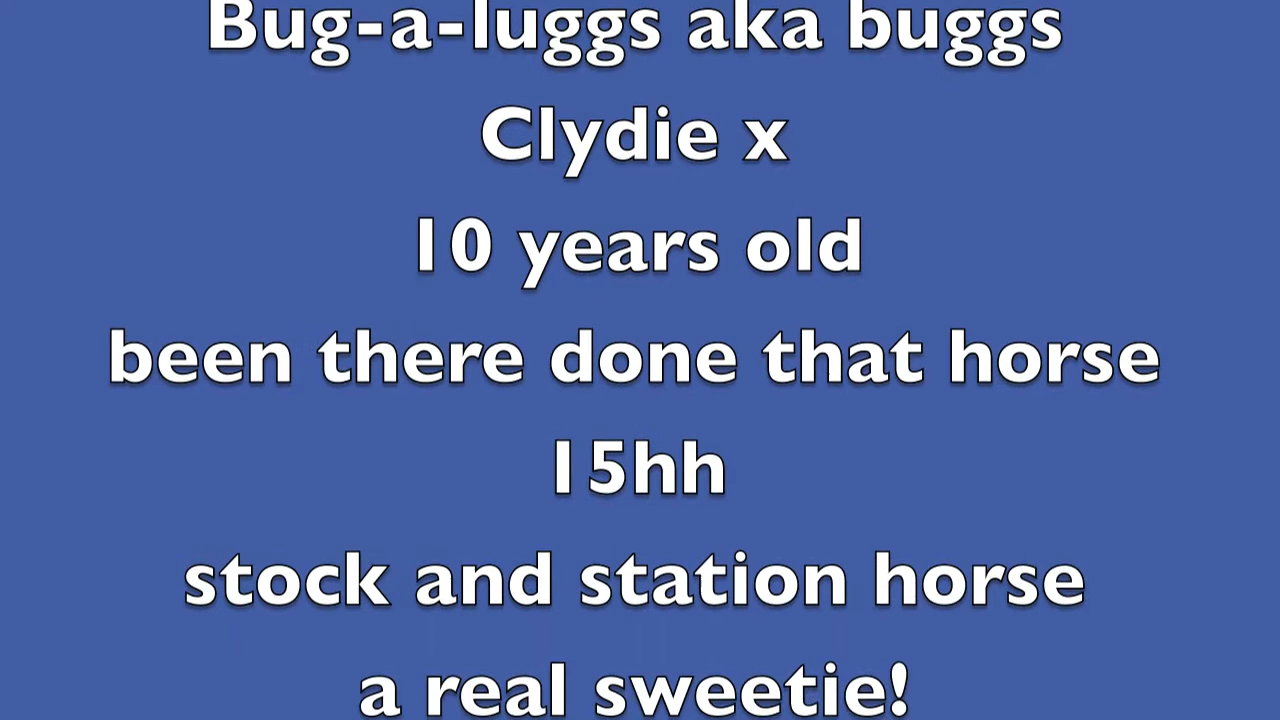 Bug-a-luggs aka buggs
Clydie x
10 years old
been there done that horse
15hh
stock and station horse
a real sweetie!